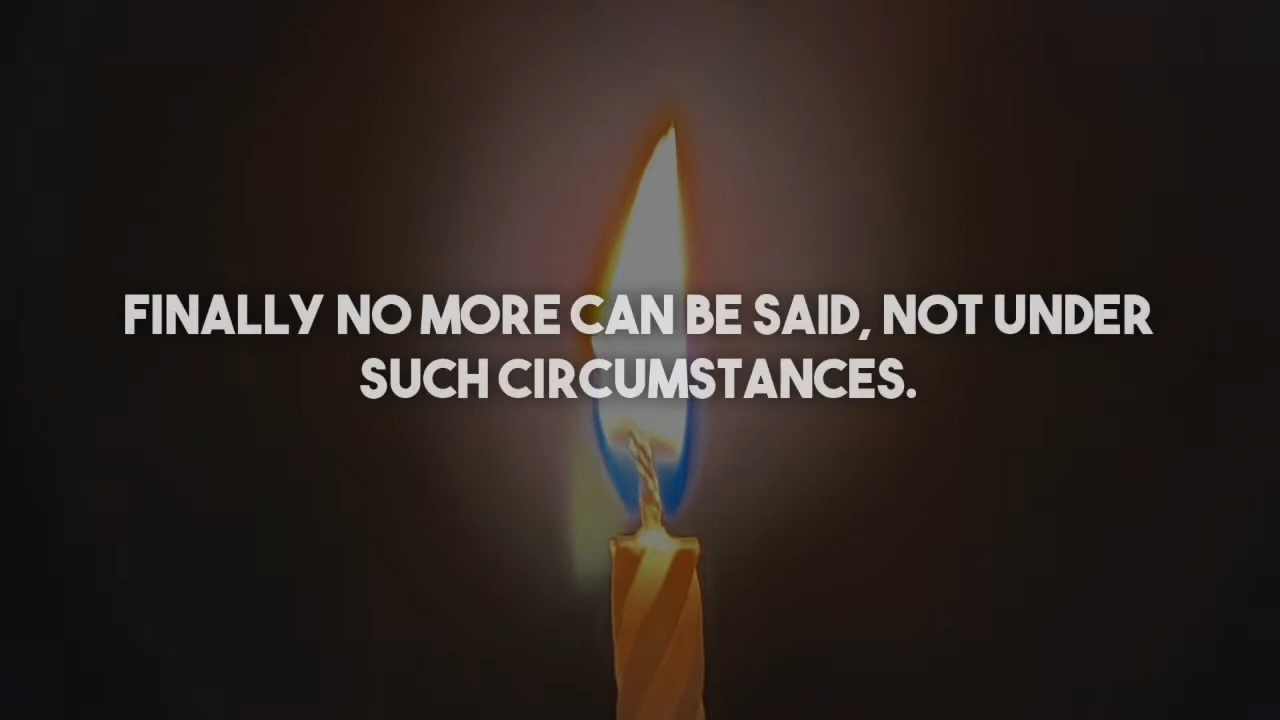 FINALLY NO MORE CAN BE SAID, NOT UNDER
SUCH CIRCUMSTANCES.